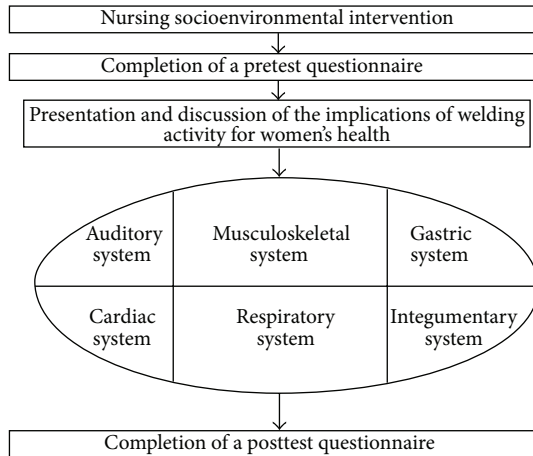 Nursing socioenvironmental intervention
Completion of a pretest questionnaire
Presentation and discussion of the implications of welding
activity for women's health
Auditory
system
Musculoskeletal
system
Gastric
system
Cardiac
system
Respiratory
system
Integumentary
system
Completion of a posttest questionnaire